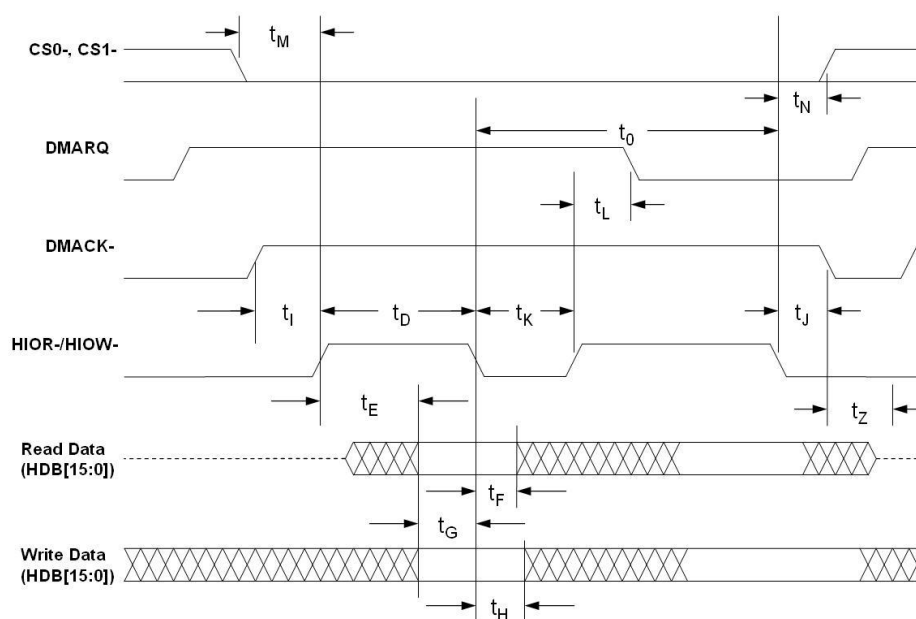 CS0-, CS1-
tM
tN
t0
DMARQ
tL
DMACK-
tI
tD
tK
tJ
HIOR-/HIOW-
tE
tZ
Read Data
(HDB[15:0])
tF
tG
Write Data
(HDB[15:0])
tH